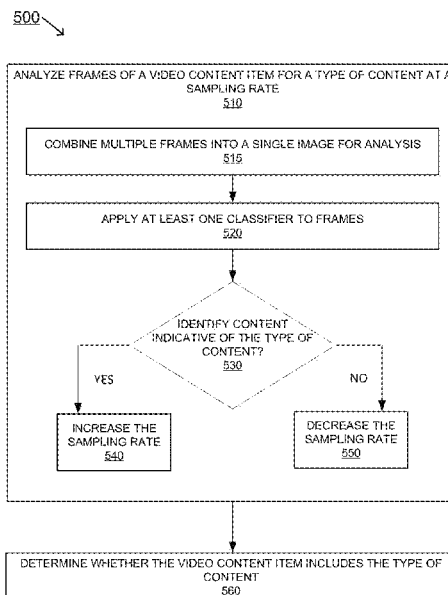 500
ANALYZE FRAMES OF A VIDEO CONTENT ITEM FOR A TYPE OF CONTENT AT A
SAMPLING RATE
510
COMBINE MULTIPLE FRAMES INTO A SINGLE IMAGE FOR ANALYSIS
515
APPLY AT LEAST ONE CLASSIFIER TO FRAMES
520
IDENTIFY CONTENT
INDICATIVE OF THE TYPE OF
CONTENT?
530
YES
NO
INCREASE THE
SAMPLING RATE
540
DECREASE THE
SAMPLING RATE
550
DETERMINE WHETHER THE VIDEO CONTENT ITEM INCLUDES THE TYPE OF
CONTENT
560